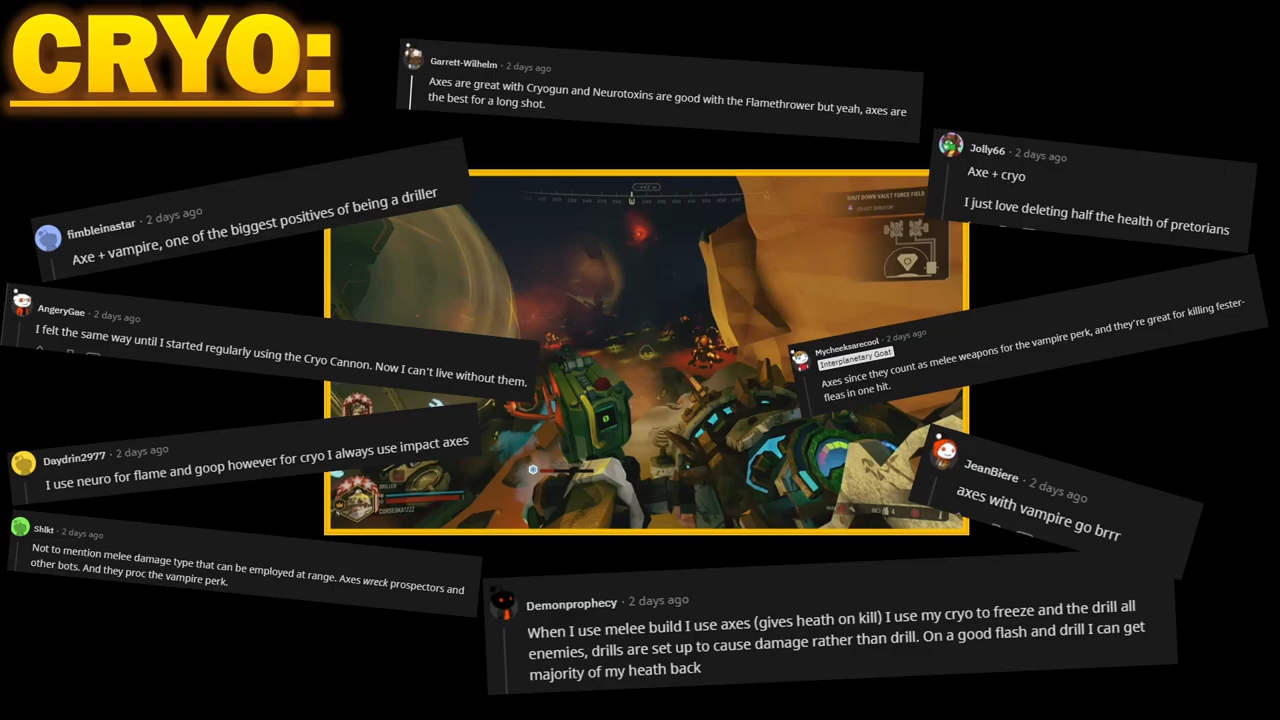 CRYO:
Garrett-Wilhelm · 2 days ago
Axes are great with Cryogun and Neurotoxins are good with the Flamethrower but yeah, axes are
the best for a long shot.
Jolly66 · 2 days ago
Axe + cryo
I just love deleting half the health of pretorians
fimbleinastar · 2 days ago
Axe + vampire, one of the biggest positives of being a driller
SHUT DOWN VAULT FORCE FIELD
W
AngeryGae · 2 days ago
I felt the same way until I started regularly using the Cryo Cannon. Now I can't live without them.
Mycheeksarecool · 2 days ago
Interplanetary Goat
Axes since they count as melee weapons for the vampire perk, and they're great for killing fester-
fleas in one hit.
Daydrin2977 · 2 days ago
I use neuro for flame and goop however for cryo I always use impact axes
JeanBiere · 2 days ago
axes with vampire go brrr
DRILLER
CURSEDKATZZZ
Shlkt · 2 days ago
Not to mention melee damage type that can be employed at range. Axes wreck prospectors and
other bots. And they proc the vampire perk.
Demonprophecy · 2 days ago
When I use melee build I use axes (gives heath on kill) I use my cryo to freeze and the drill all
enemies, drills are set up to cause damage rather than drill. On a good flash and drill I can get
majority of my heath back